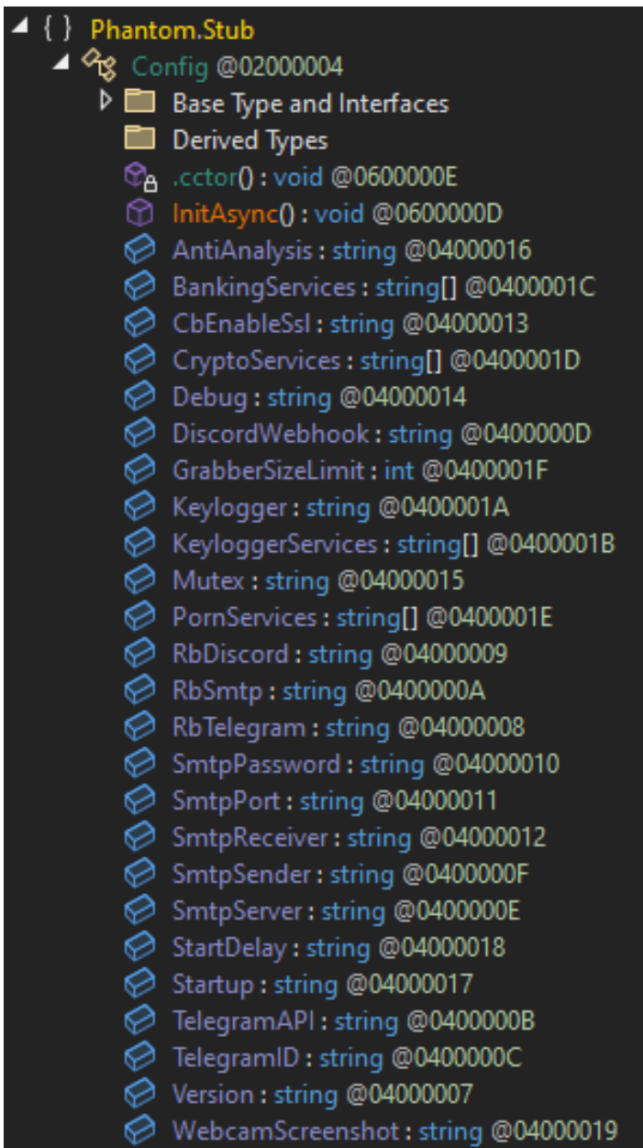 { } Phantom.Stub
Config @02000004
Base Type and Interfaces
Derived Types
.cctor() : void @0600000E
InitAsync() : void @0600000D
AntiAnalysis : string @04000016
BankingServices : string[] @0400001C
CbEnableSsl : string @04000013
CryptoServices : string[] @0400001D
Debug : string @04000014
DiscordWebhook : string @0400000D
GrabberSizeLimit : int @0400001F
Keylogger : string @0400001A
KeyloggerServices : string[] @0400001B
Mutex : string @04000015
PornServices : string[] @0400001E
RbDiscord : string @04000009
RbSmtp : string @0400000A
RbTelegram : string @04000008
SmtpPassword : string @04000010
SmtpPort : string @04000011
SmtpReceiver : string @04000012
SmtpSender : string @0400000F
SmtpServer : string @0400000E
StartDelay : string @04000018
Startup : string @04000017
TelegramAPI : string @0400000B
TelegramID : string @0400000C
Version : string @04000007
WebcamScreenshot : string @04000019